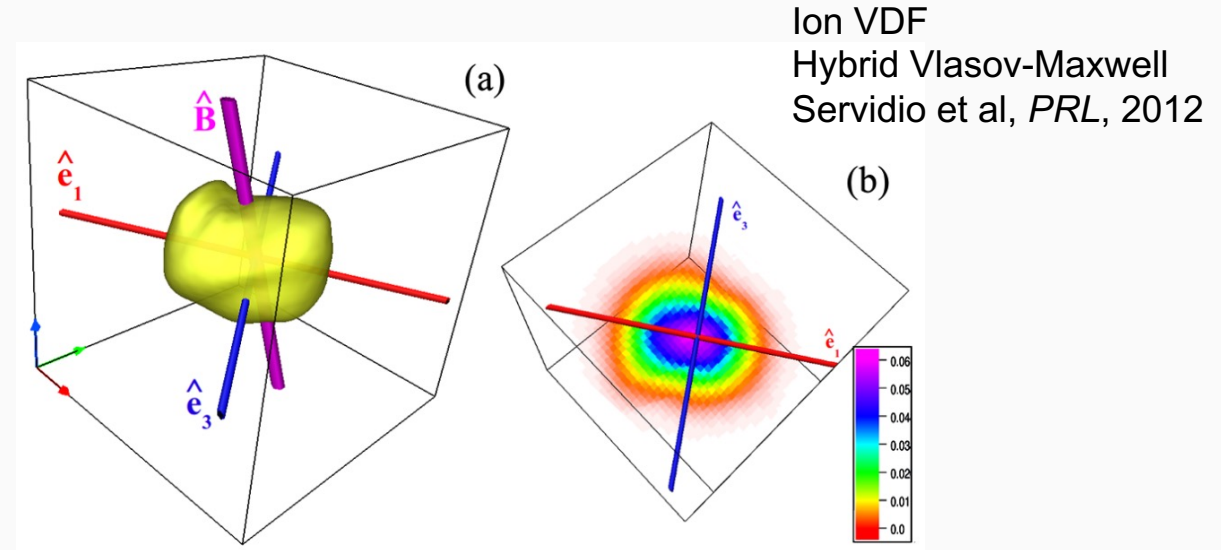 Ion VDF
Hybrid Vlasov-Maxwell
Servidio et al, PRL, 2012
(a)
B̂
ê₁
ê₃
(b)
ê₃
ê₁
0.06
0.05
0.04
0.03
0.02
0.01
0.0